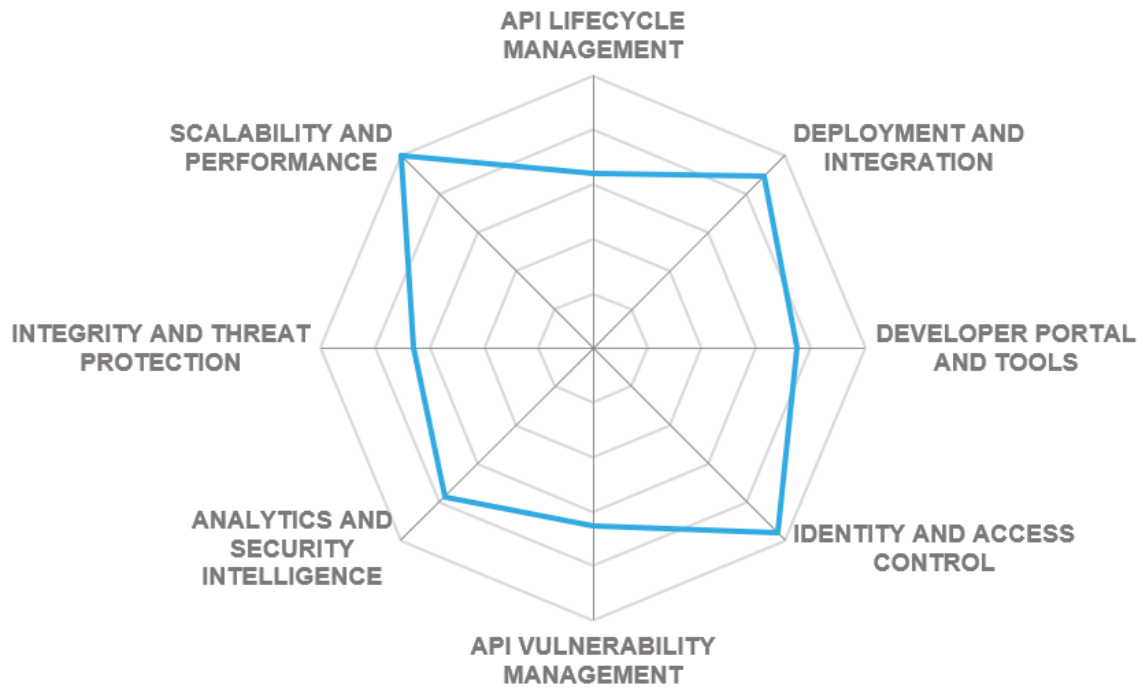 API LIFECYCLE
MANAGEMENT
SCALABILITY AND
PERFORMANCE
DEPLOYMENT AND
INTEGRATION
INTEGRITY AND THREAT
PROTECTION
DEVELOPER PORTAL
AND TOOLS
ANALYTICS AND
SECURITY
INTELLIGENCE
IDENTITY AND ACCESS
CONTROL
API VULNERABILITY
MANAGEMENT